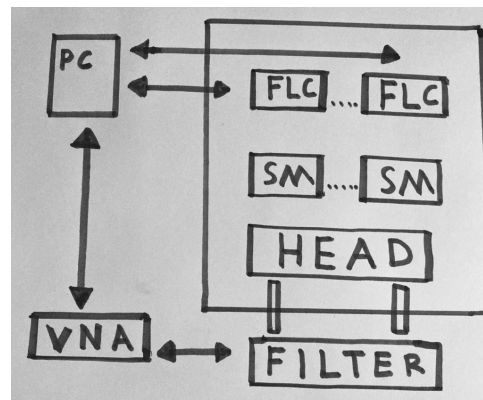 PC
FLC ..... FLC
SM ..... SM
HEAD
VNA
FILTER